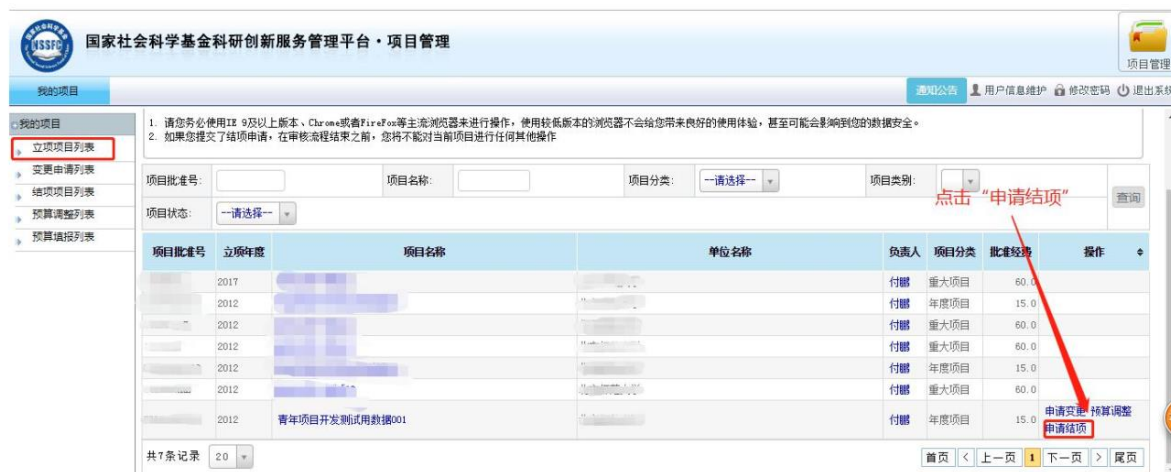 NSSFC
国家社会科学基金科研创新服务管理平台·项目管理
项目管理
我的项目
通知公告 用户信息维护 修改密码 退出系统
我的项目
立项项目列表
变更申请列表
结项项目列表
预算调整列表
预算填报列表
1. 请您务必使用IE 9及以上版本、Chrome或者FireFox等主流浏览器来进行操作，使用较低版本的浏览器不会给您带来良好的使用体验，甚至可能会影响到您的数据安全。
2. 如果您提交了结项申请，在审核流程结束之前，您将不能对当前项目进行任何其他操作
项目批准号: 项目名称: 项目分类: --请选择-- 项目类别:
点击“申请结项”
查询
项目状态: --请选择--
项目批准号 立项年度 项目名称 单位名称 负责人 项目分类 批准经费 操作
2017 付鹏 重大项目 60.0
2012 付鹏 年度项目 15.0
2012 付鹏 重大项目 60.0
2012 付鹏 重大项目 60.0
2012 付鹏 年度项目 15.0
2012 付鹏 重大项目 60.0
2012 青年项目开发测试用数据001 付鹏 年度项目 15.0 申请变更 预算调整
申请结项
共7条记录 20 首页 < 上一页 1 下一页 > 尾页